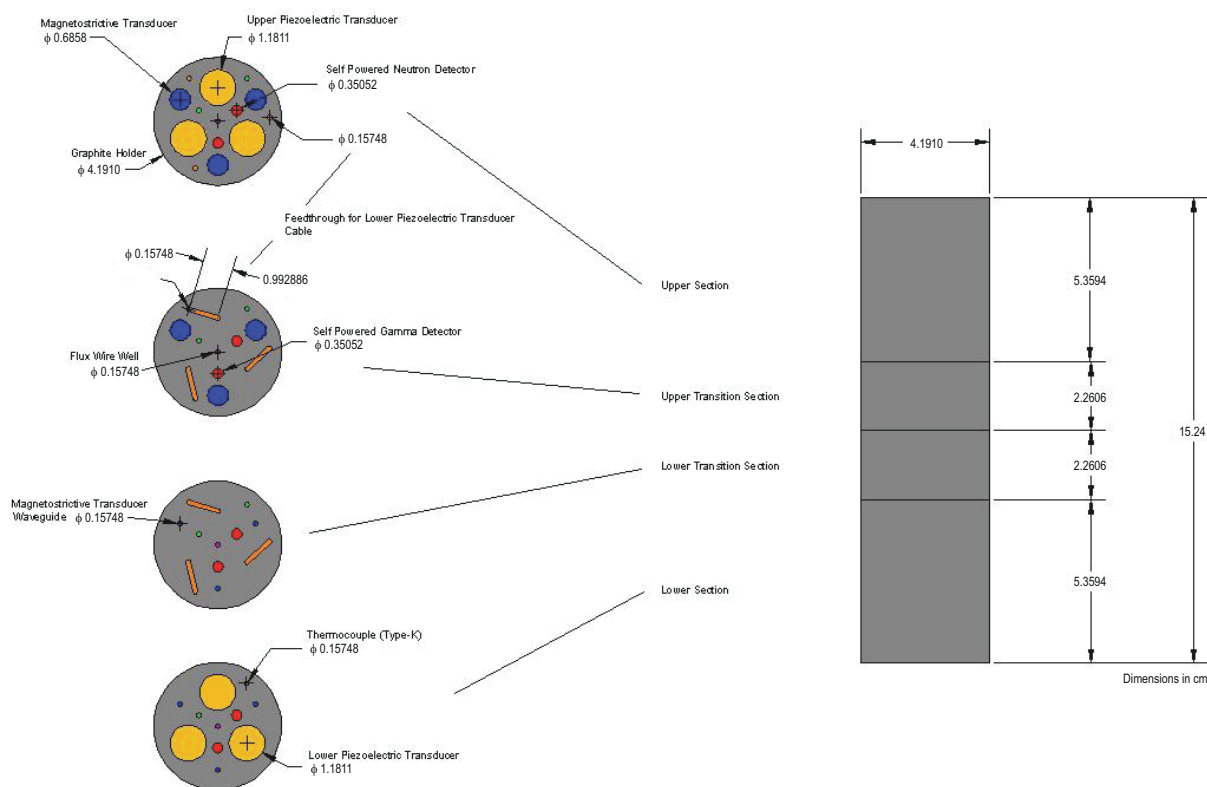 Magnetostrictive Transducer
ϕ 0.6858
Upper Piezoelectric Transducer
ϕ 1.1811
Self Powered Neutron Detector
ϕ 0.35052
ϕ 0.15748
Graphite Holder
ϕ 4.1910
Feedthrough for Lower Piezoelectric Transducer
Cable
ϕ 0.15748
0.992886
Self Powered Gamma Detector
ϕ 0.35052
Flux Wire Well
ϕ 0.15748
Magnetostrictive Transducer
Waveguide ϕ 0.15748
Thermocouple (Type-K)
ϕ 0.15748
Lower Piezoelectric Transducer
ϕ 1.1811
Upper Section
Upper Transition Section
Lower Transition Section
Lower Section
4.1910
5.3594
2.2606
15.24
2.2606
5.3594
Dimensions in cm